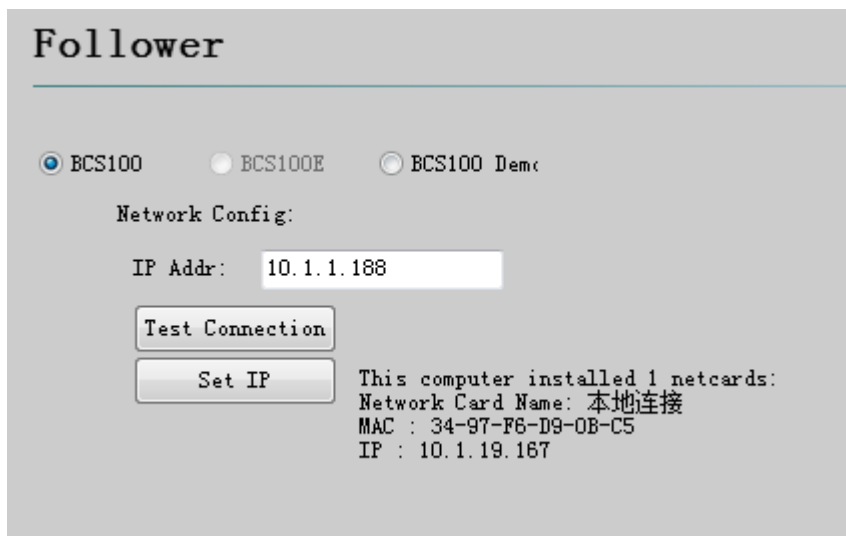 Follower
BCS100 BCS100E BCS100 Demo
Network Config:
IP Addr: 10.1.1.188
Test Connection
Set IP
This computer installed 1 netcards:
Network Card Name: 本地连接
MAC : 34-97-F6-D9-0B-C5
IP : 10.1.19.167